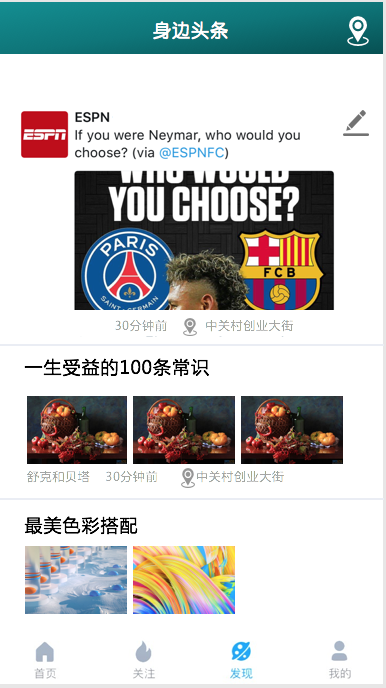 身边头条
ESPN
ESPN
If you were Neymar, who would you
choose? (via @ESPNFC)
WHO WOULD
YOU CHOOSE?
PARIS
SAINT-GERMAIN
FCB
30分钟前 中关村创业大街
一生受益的100条常识
舒克和贝塔 30分钟前 中关村创业大街
最美色彩搭配
首页 关注 发现 我的